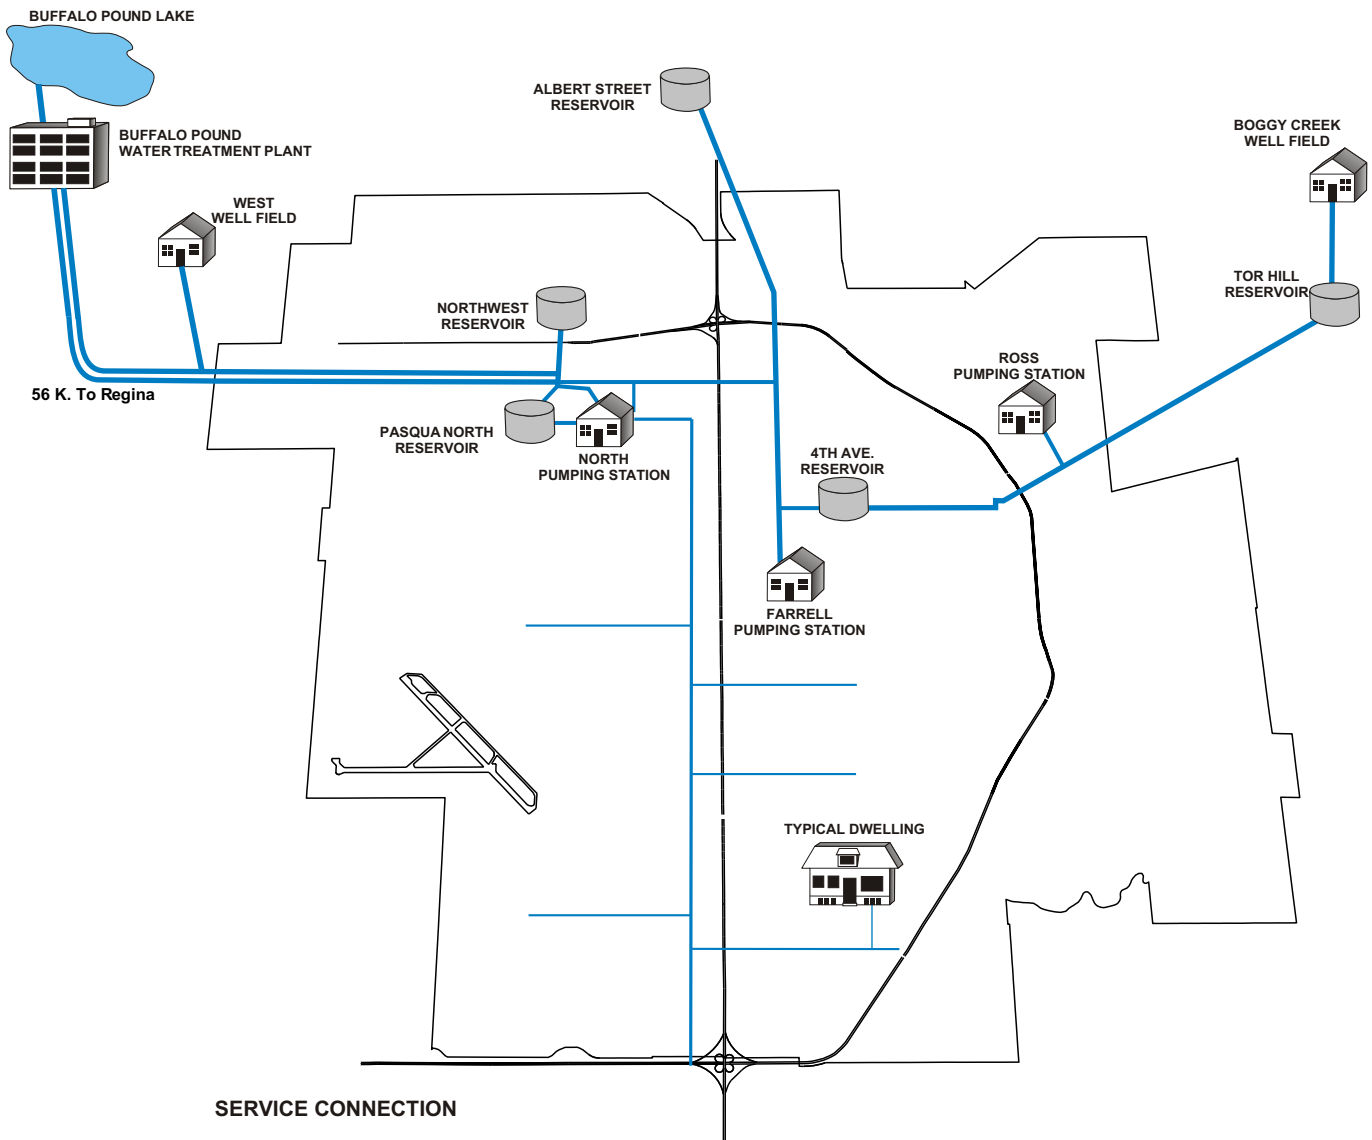 BUFFALO POUND LAKE
BUFFALO POUND
WATER TREATMENT PLANT
WEST
WELL FIELD
ALBERT STREET
RESERVOIR
BOGGY CREEK
WELL FIELD
TOR HILL
RESERVOIR
NORTHWEST
RESERVOIR
ROSS
PUMPING STATION
56 K. To Regina
PASQUA NORTH
RESERVOIR
NORTH
PUMPING STATION
4TH AVE.
RESERVOIR
FARRELL
PUMPING STATION
TYPICAL DWELLING
SERVICE CONNECTION